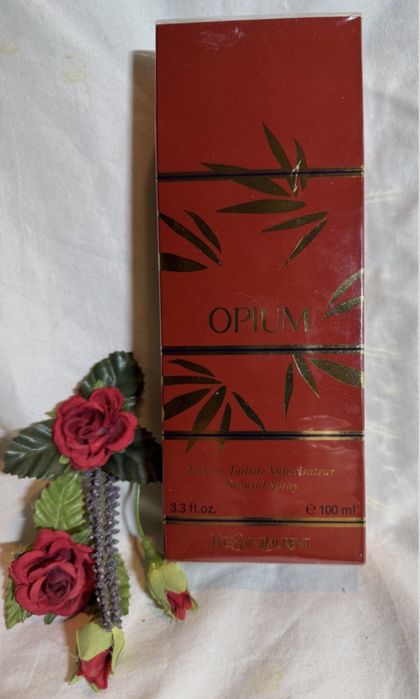 OPIUM
Eau de Toilette Vaporisateur
Natural Spray
3.3 fl.oz. e 100 ml
YVESSAINTLAURENT